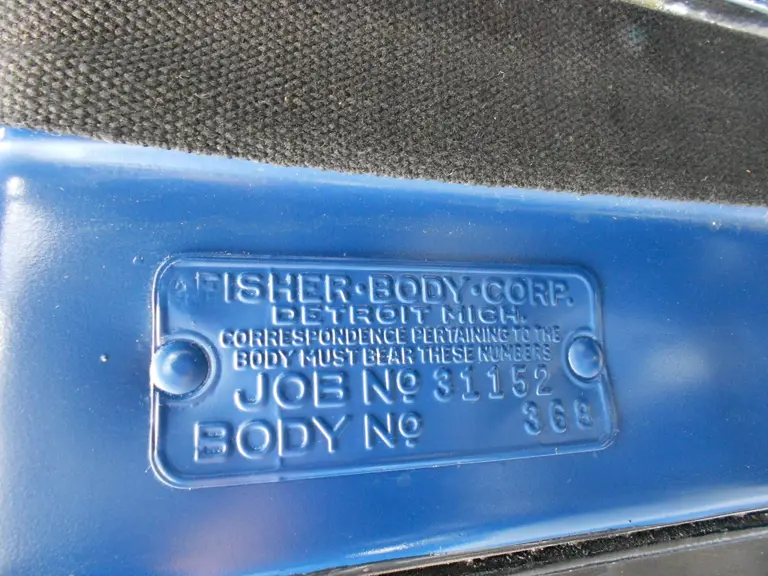 FISHER·BODY·CORP.
DETROIT MICH.
CORRESPONDENCE PERTAINING TO THE
BODY MUST BEAR THESE NUMBERS
JOB No 31152
BODY No 368